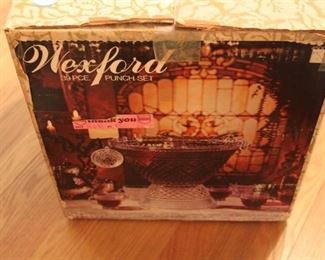 Wexford
39 PCE. PUNCH SET
thank you